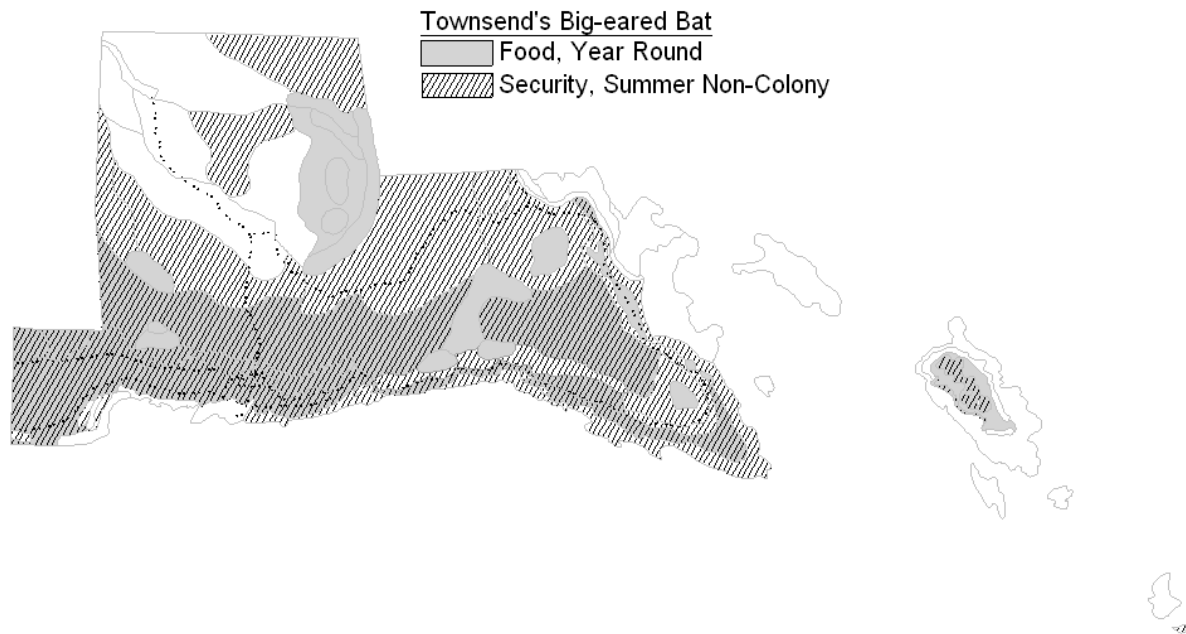 Townsend's Big-eared Bat
Food, Year Round
Security, Summer Non-Colony